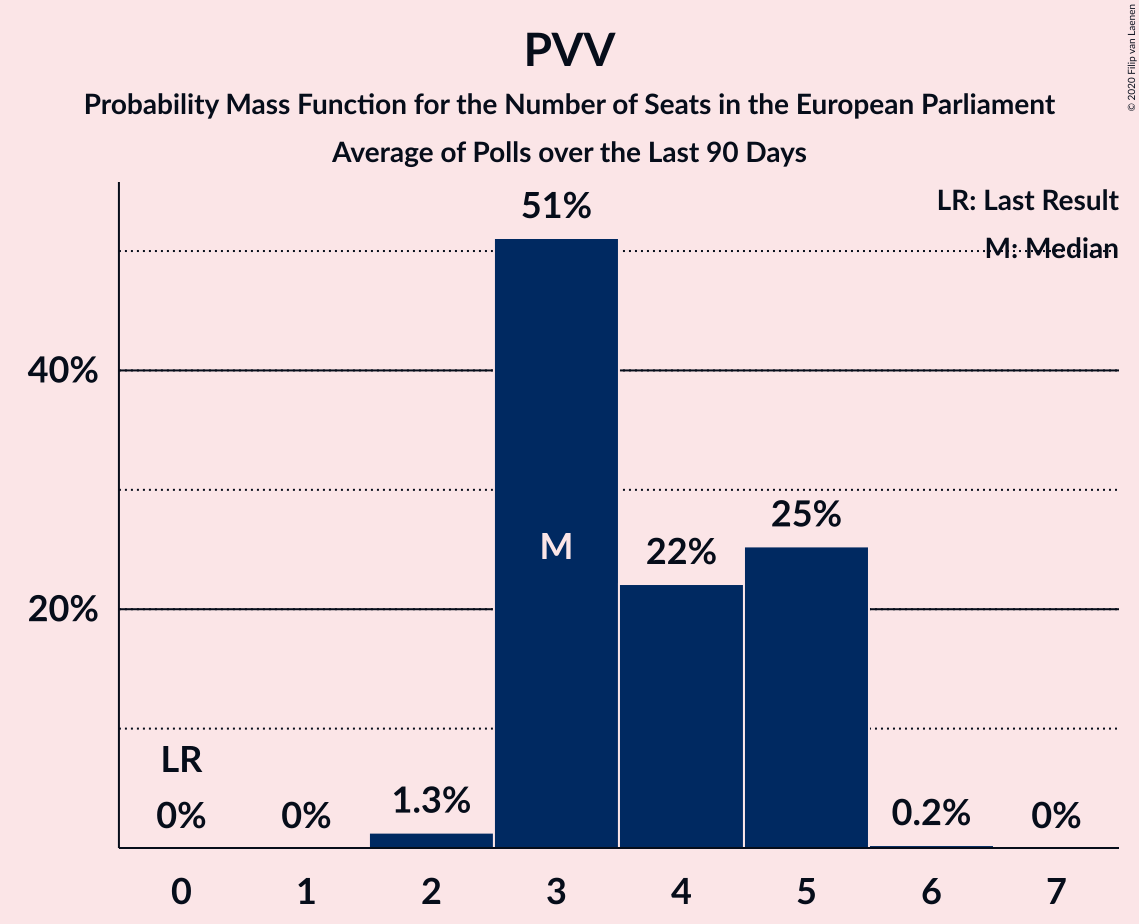 PVV
Probability Mass Function for the Number of Seats in the European Parliament
Average of Polls over the Last 90 Days
© 2020 Filip van Laenen
LR: Last Result
M: Median
51%
40%
M
22%
25%
20%
LR
0%
0%
1.3%
0.2%
0%
0 1 2 3 4 5 6 7